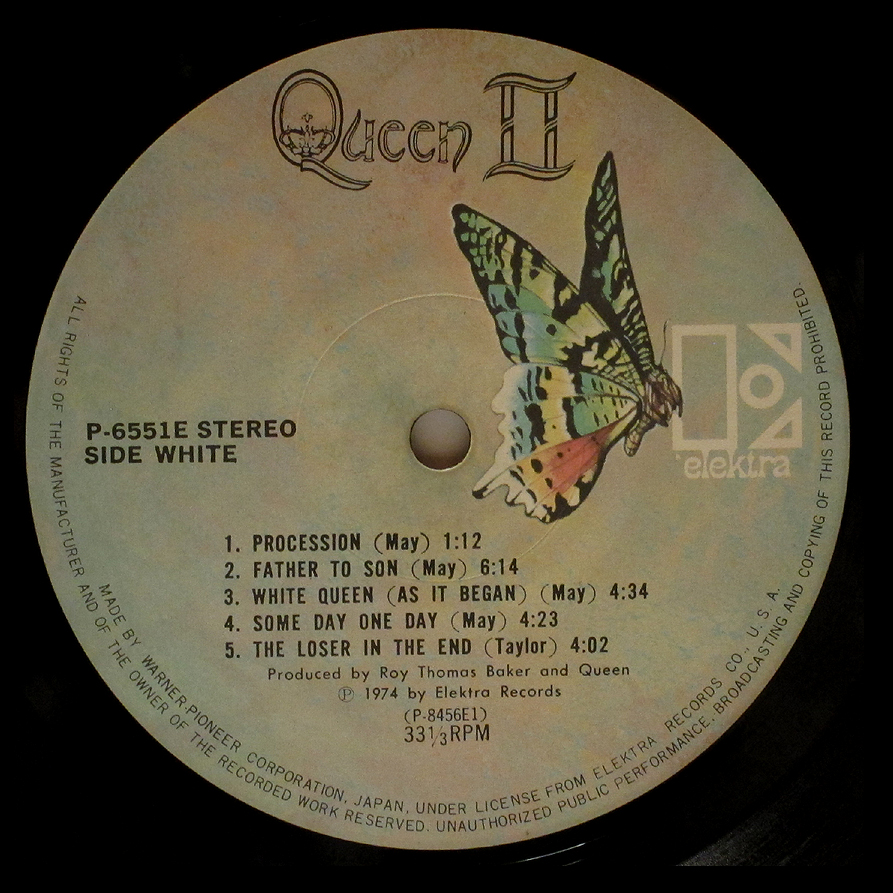 Queen II
elektra
P-6551E STEREO
SIDE WHITE
1. PROCESSION (May) 1:12
2. FATHER TO SON (May) 6:14
3. WHITE QUEEN (AS IT BEGAN) (May) 4:34
4. SOME DAY ONE DAY (May) 4:23
5. THE LOSER IN THE END (Taylor) 4:02
Produced by Roy Thomas Baker and Queen
℗ 1974 by Elektra Records
(P-8456E1)
33 1/3 RPM
MADE BY WARNER-PIONEER CORPORATION, JAPAN, UNDER LICENSE FROM ELEKTRA RECORDS CO., U. S. A.
ALL RIGHTS OF THE MANUFACTURER AND OF THE OWNER OF THE RECORDED WORK RESERVED. UNAUTHORIZED PUBLIC PERFORMANCE. BROADCASTING AND COPYING OF THIS RECORD PROHIBITED.